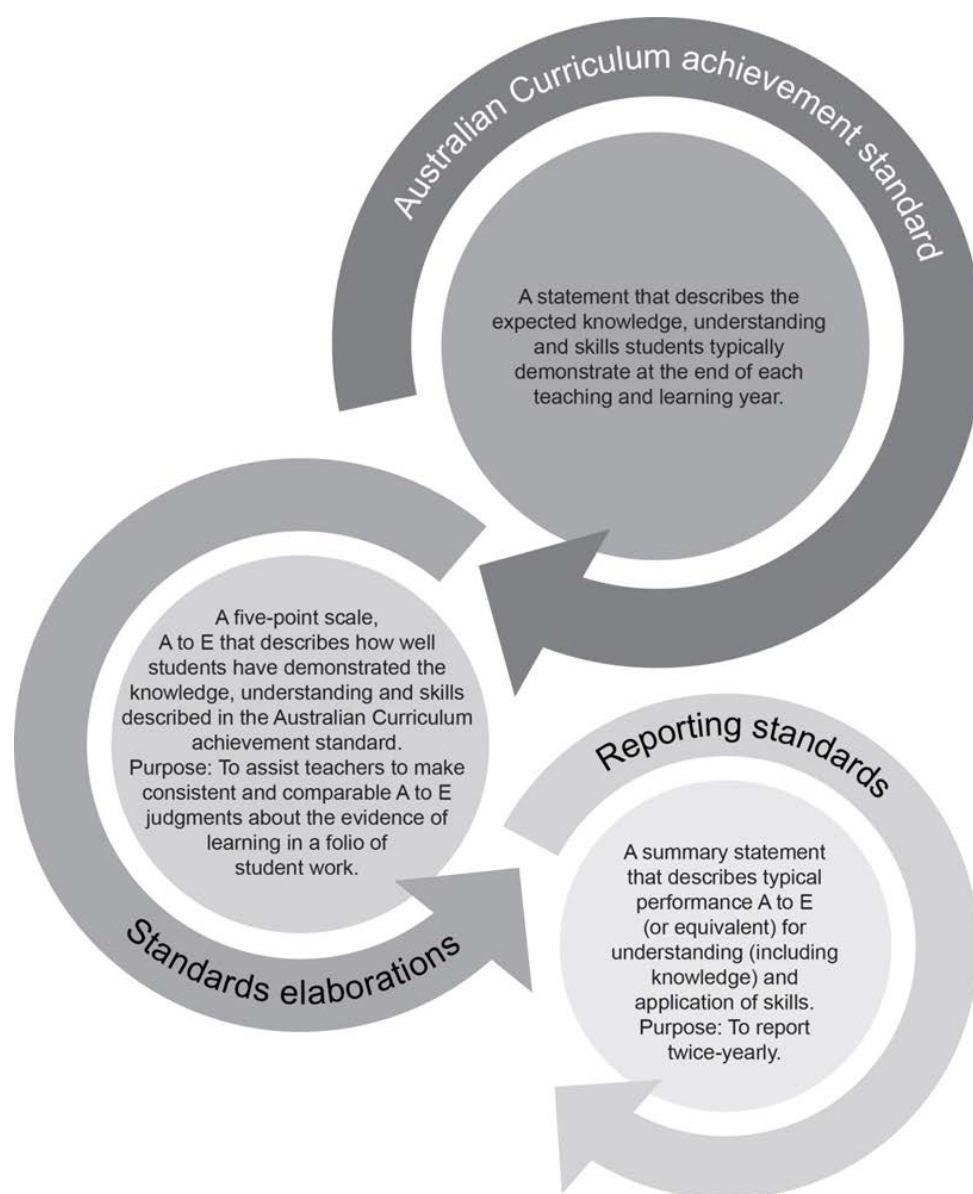 Australian Curriculum achievement standard
A statement that describes the
expected knowledge, understanding
and skills students typically
demonstrate at the end of each
teaching and learning year.
A five-point scale,
A to E that describes how well
students have demonstrated the
knowledge, understanding and skills
described in the Australian Curriculum
achievement standard.
Purpose: To assist teachers to make
consistent and comparable A to E
judgments about the evidence of
learning in a folio of
student work.
Standards elaborations
Reporting standards
A summary statement
that describes typical
performance A to E
(or equivalent) for
understanding (including
knowledge) and
application of skills.
Purpose: To report
twice-yearly.